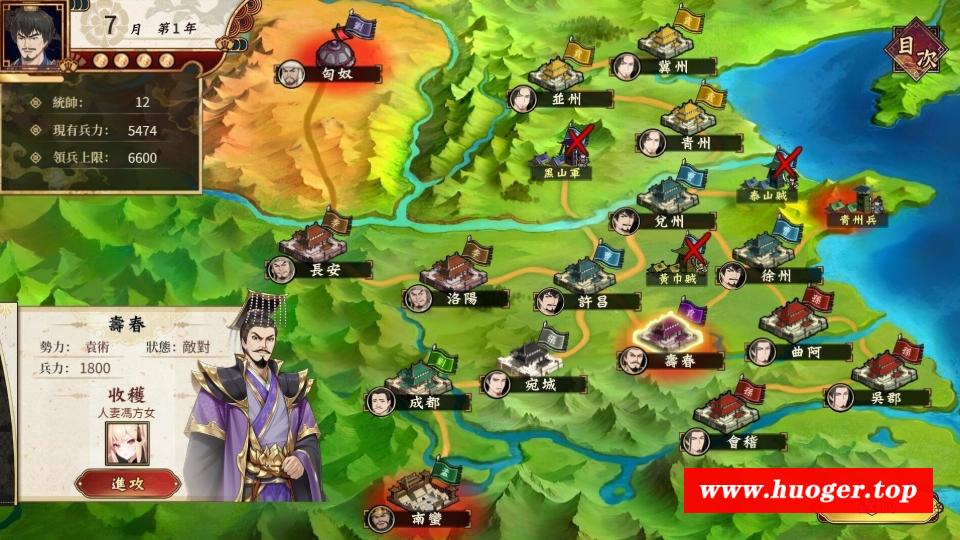 7月 第1年
目次
統帥: 12
現有兵力: 5474
領兵上限: 6600
匈奴
冀州
並州
青州
黑山軍
泰山賊
青州兵
兌州
黃巾賊
徐州
長安
洛陽
許昌
壽春
曲阿
宛城
成都
吳郡
會稽
南蠻
壽春
勢力: 袁術 狀態: 敵對
兵力: 1800
收穫
人妻馮方女
進攻
www.huoger.top